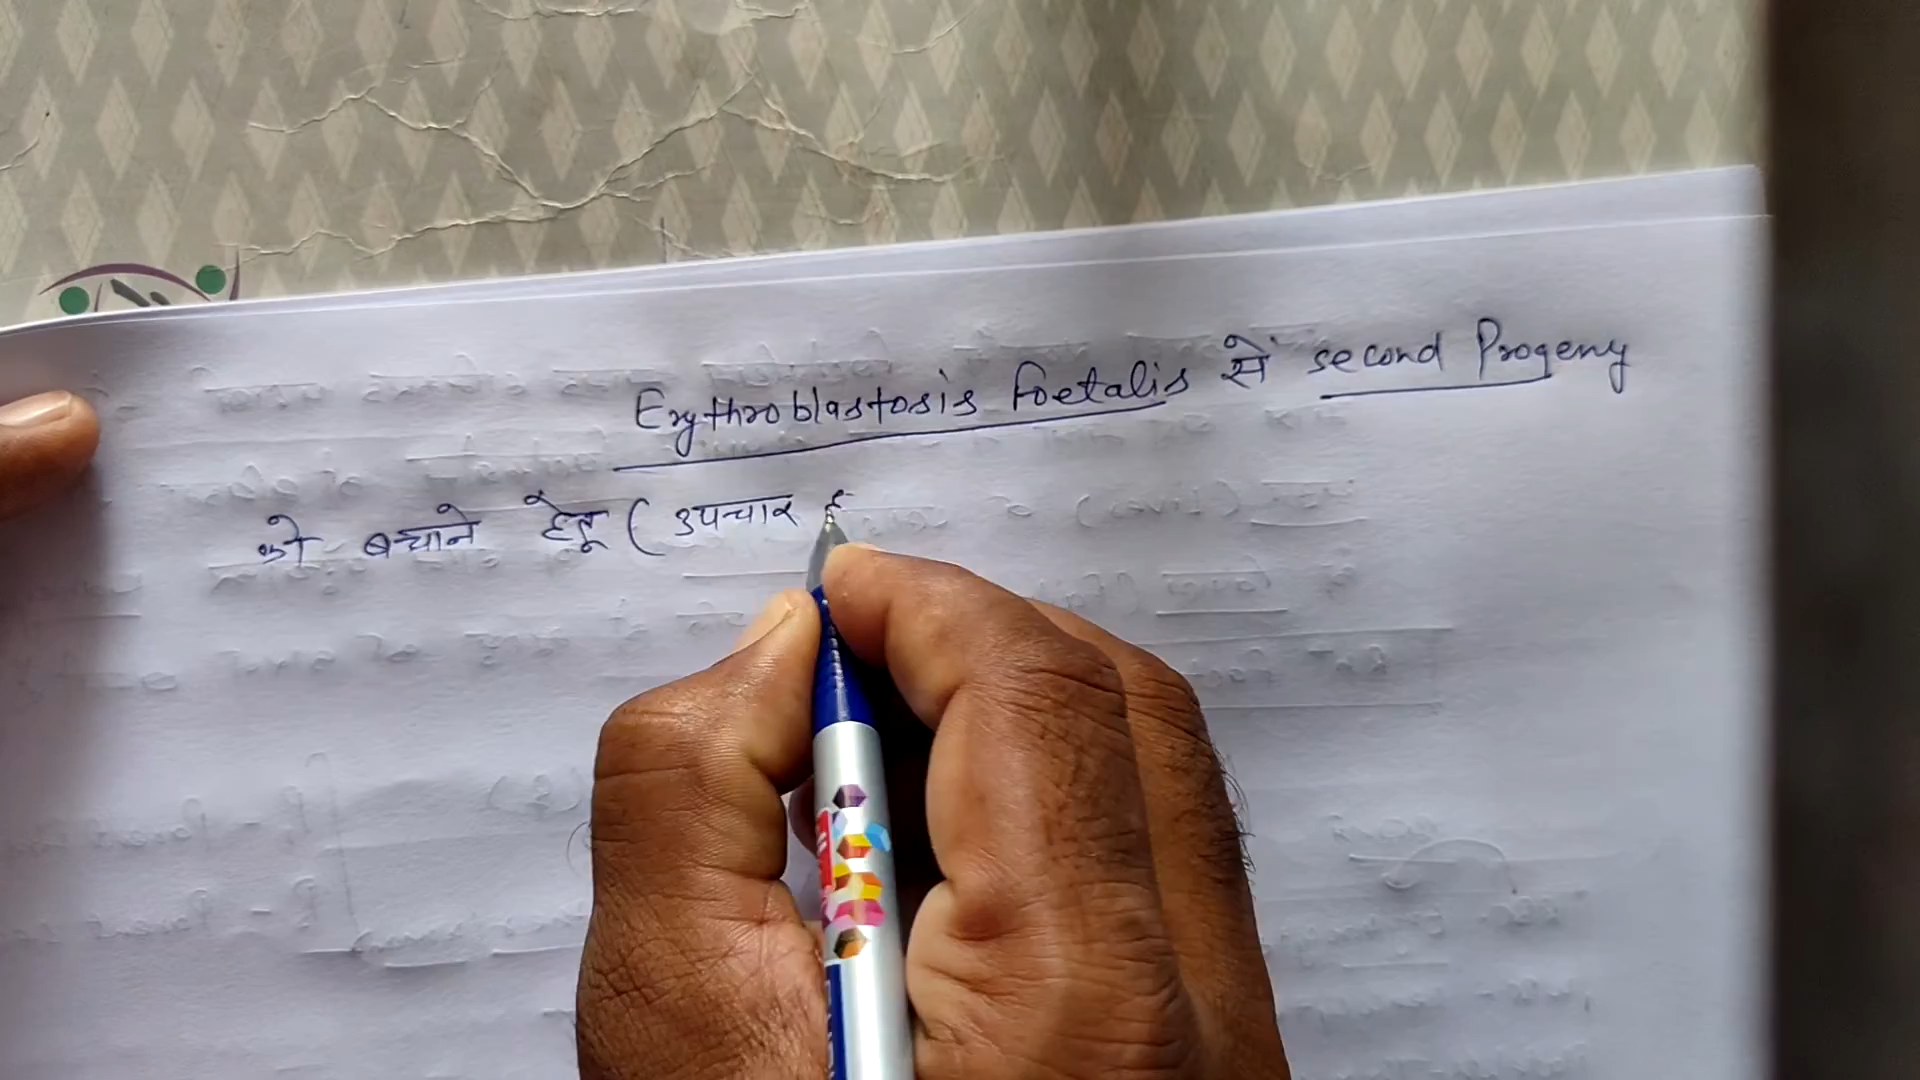 Erythroblastosis Foetalis से second Progeny
को बचाने हेतू ( उपचार